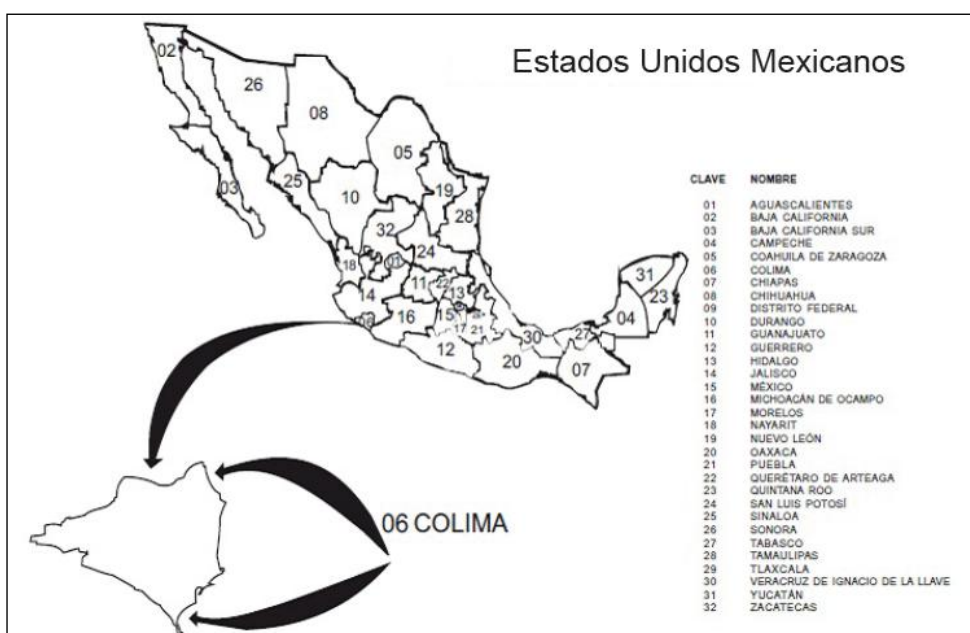 Estados Unidos Mexicanos
02
26
08
05
03
25
10
19
28
32
24
18
01
14
11
22
13
16
15
17
21
12
20
30
27
07
04
31
23
CLAVE NOMBRE
01 AGUASCALIENTES
02 BAJA CALIFORNIA
03 BAJA CALIFORNIA SUR
04 CAMPECHE
05 COAHUILA DE ZARAGOZA
06 COLIMA
07 CHIAPAS
08 CHIHUAHUA
09 DISTRITO FEDERAL
10 DURANGO
11 GUANAJUATO
12 GUERRERO
13 HIDALGO
14 JALISCO
15 MÉXICO
16 MICHOACÁN DE OCAMPO
17 MORELOS
18 NAYARIT
19 NUEVO LEÓN
20 OAXACA
21 PUEBLA
22 QUERÉTARO DE ARTEAGA
23 QUINTANA ROO
24 SAN LUIS POTOSÍ
25 SINALOA
26 SONORA
27 TABASCO
28 TAMAULIPAS
29 TLAXCALA
30 VERACRUZ DE IGNACIO DE LA LLAVE
31 YUCATÁN
32 ZACATECAS
06 COLIMA